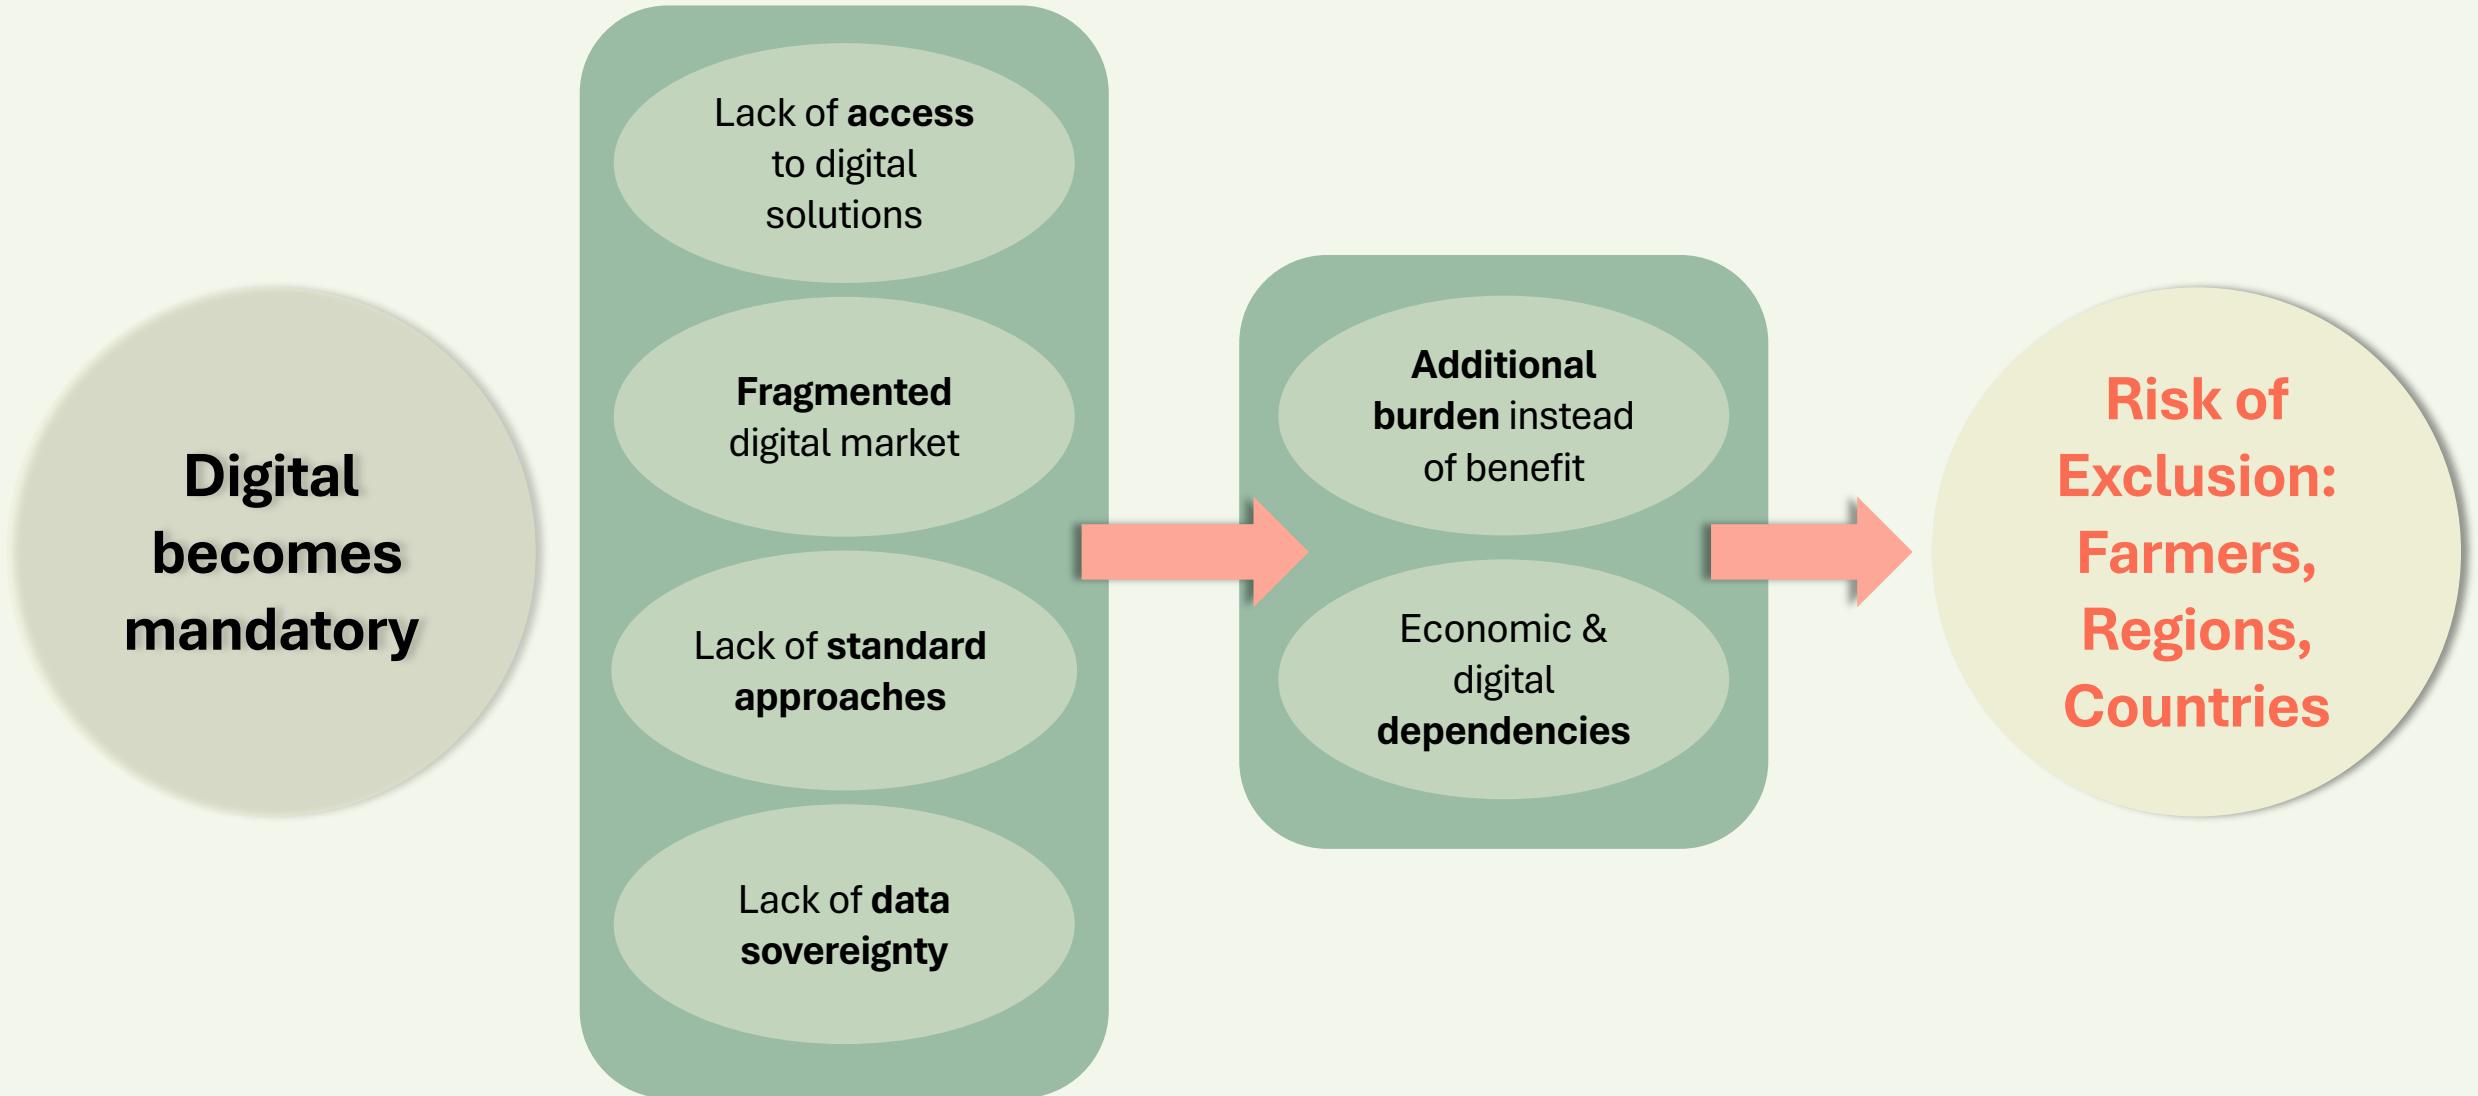 Digital
becomes
mandatory
Lack of access
to digital
solutions
Fragmented
digital market
Lack of standard
approaches
Lack of data
sovereignty
Additional
burden instead
of benefit
Economic &
digital
dependencies
Risk of
Exclusion:
Farmers,
Regions,
Countries